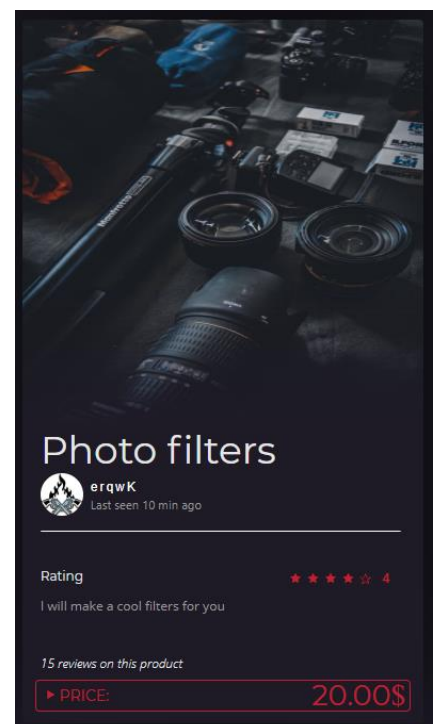 Manfrotto
Photo filters
erqwK
Last seen 10 min ago
Rating
★ ★ ★ ★ ☆ 4
I will make a cool filters for you
15 reviews on this product
▸ PRICE: 20.00$